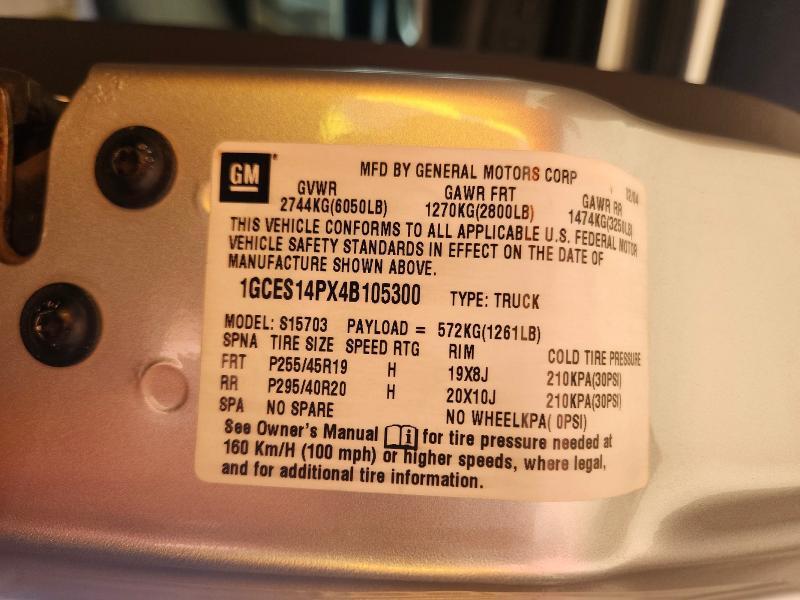 GM
MFD BY GENERAL MOTORS CORP 12/04
GVWR GAWR FRT GAWR RR
2744KG(6050LB) 1270KG(2800LB) 1474KG(3250LB)
THIS VEHICLE CONFORMS TO ALL APPLICABLE U.S. FEDERAL MOTOR
VEHICLE SAFETY STANDARDS IN EFFECT ON THE DATE OF
MANUFACTURE SHOWN ABOVE.
1GCES14PX4B105300 TYPE: TRUCK
MODEL: S15703 PAYLOAD = 572KG(1261LB)
SPNA TIRE SIZE SPEED RTG RIM COLD TIRE PRESSURE
FRT P255/45R19 H 19X8J 210KPA(30PSI)
RR P295/40R20 H 20X10J 210KPA(30PSI)
SPA NO SPARE NO WHEELKPA( 0PSI)
See Owner's Manual for tire pressure needed at
160 Km/H (100 mph) or higher speeds, where legal,
and for additional tire information.